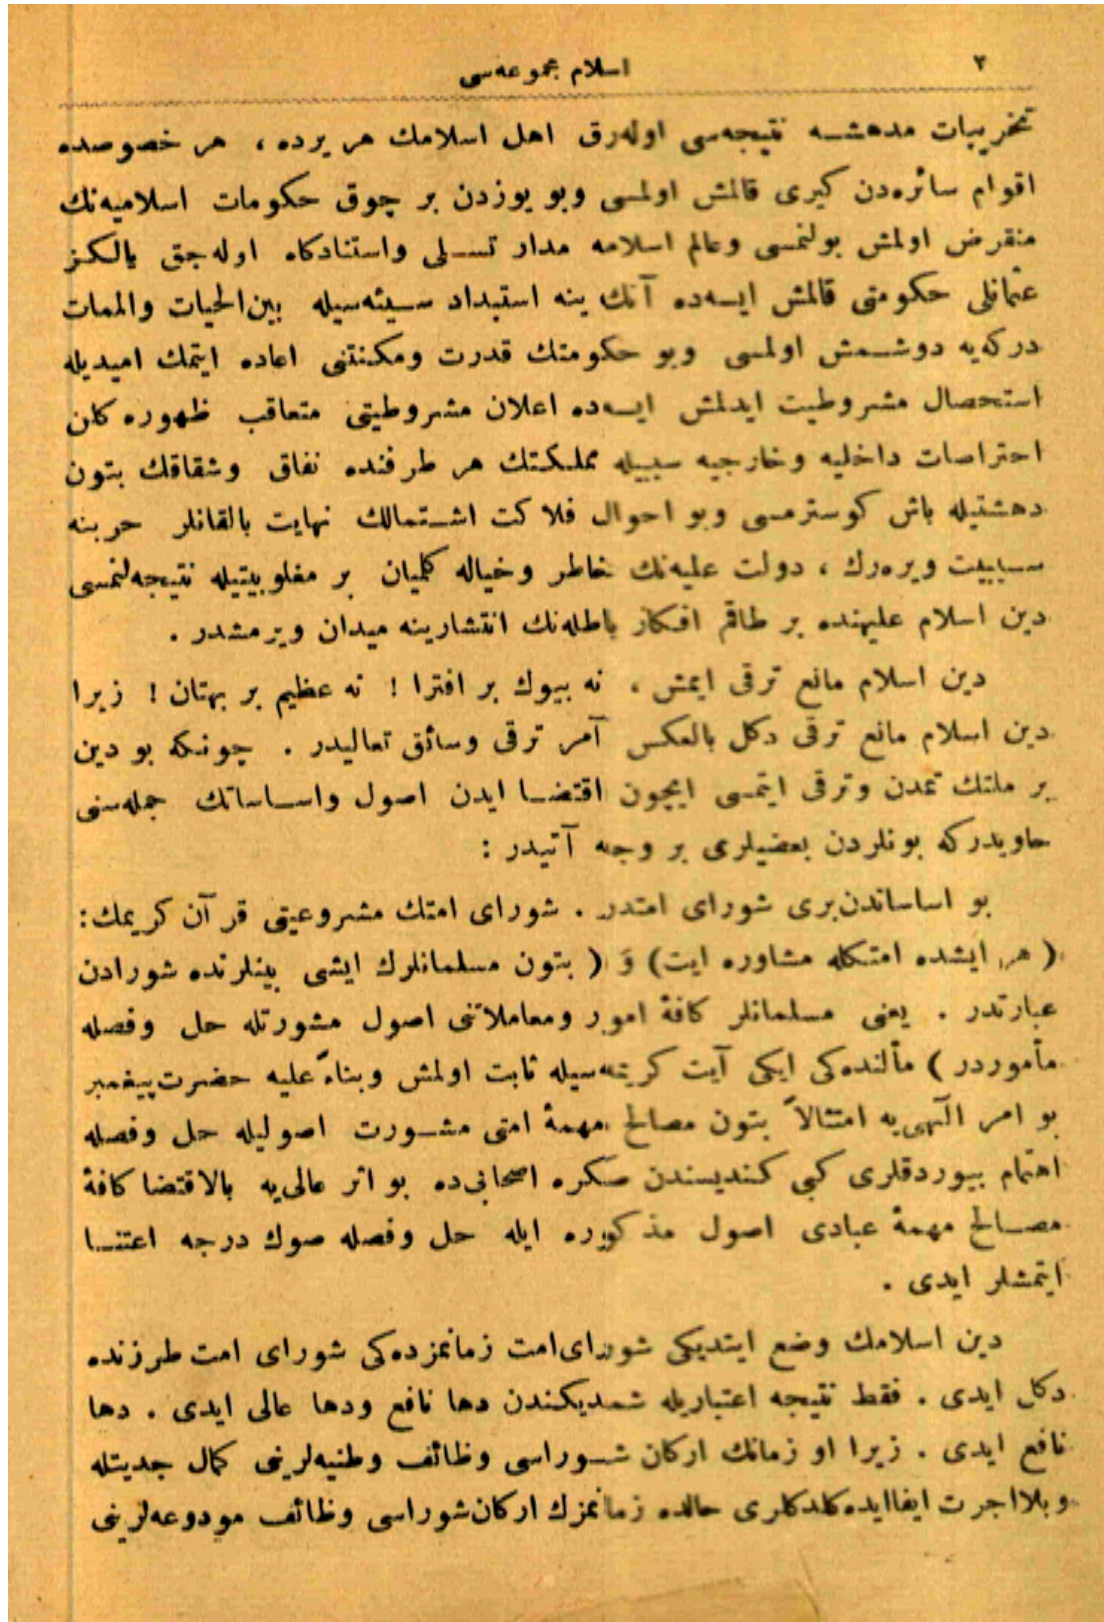 ٣
اسلام مجموعه‌سی
تخریبات مدهشه نتیجه‌سی اوله‌رق اهل اسلامك هر یرده ، هر خصوصده
اقوام سائره‌دن کیری قالمش اولمسی وبو یوزدن بر چوق حکومات اسلامیه‌نك
منقرض اولمش بولنمسی وعالم اسلامه مدار تسلی واستنادکاه اوله‌جق یالکز
عثمانلی حکومتی قالمش ایسه‌ده آنك ینه استبداد سیئه‌سیله بین‌الحیات والممات
درکه‌یه دوشمش اولمسی وبو حکومتك قدرت ومکنتنی اعاده ایتمك امیدیله
استحصال مشروطیت ایدلمش ایسه‌ده اعلان مشروطیتی متعاقب ظهوره کلن
احتراصات داخلیه وخارجیه سببیله مملکتك هر طرفنده نفاق وشقاقك بتون
دهشتیله باش کوسترمسی وبو احوال فلاکت اشتمالك نهایت بالقانلر حربنه
سببیت ویره‌رك ، دولت علیه‌نك خاطر وخیاله کلمیان بر مغلوبیتیله نتیجه‌لنمسی
دین اسلام علیهنده بر طاقم افکار باطله‌نك انتشارینه میدان ویرمشدر .
دین اسلام مانع ترقی ایمش ، نه بیوك بر افترا ! نه عظیم بر بهتان ! زیرا
دین اسلام مانع ترقی دکل بالعکس آمر ترقی وسائق تعالیدر . چونکه بو دین
بر ملتك تمدن وترقی ایتمسی ایچون اقتضا ایدن اصول واساساتك جمله‌سنی
حاویدرکه بونلردن بعضیلری بر وجه آتیدر :
بو اساساتدن‌بری شورای امتدر . شورای امتك مشروعیتی قرآن کریمك :
( هر ایشده امتکله مشاوره ایت) وَ ( بتون مسلمانلرك ایشی بینلرنده شورادن
عبارتدر . یعنی مسلمانلر کافهٔ امور ومعاملاتنی اصول مشورتله حل وفصله
مأموردر ) مآلنده‌کی ایکی آیت کریمه‌سیله ثابت اولمش وبناءً علیه حضرت پیغمبر
بو امر الٓهی‌یه امتثالاً بتون مصالح مهمهٔ امتی مشورت اصولیله حل وفصله
اهتمام بیوردقلری کبی کندیسندن صکره اصحابی‌ده بو اثر عالی‌یه بالاقتضا کافهٔ
مصالح مهمهٔ عبادی اصول مذکوره ایله حل وفصله صوك درجه اعتنا
ایتمشلر ایدی .
دین اسلامك وضع ایتدیکی شورای‌امت زمانمزده‌کی شورای امت طرزنده
دکل ایدی . فقط نتیجه اعتباریله شمدیکندن دها نافع ودها عالی ایدی . دها
نافع ایدی . زیرا او زمانك ارکان شوراسی وظائف وطنیه‌لرینی کمال جدیتله
وبلااجرت ایفاایده‌کلدکلری حالده زمانمزك ارکان‌شوراسی وظائف مودوعه‌لرینی